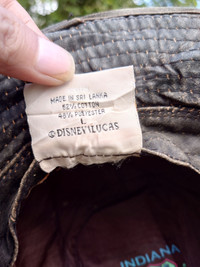 MADE IN SRI LANKA
52% COTTON
48% POLYESTER
L
©DISNEY/LUCAS
INDIANA